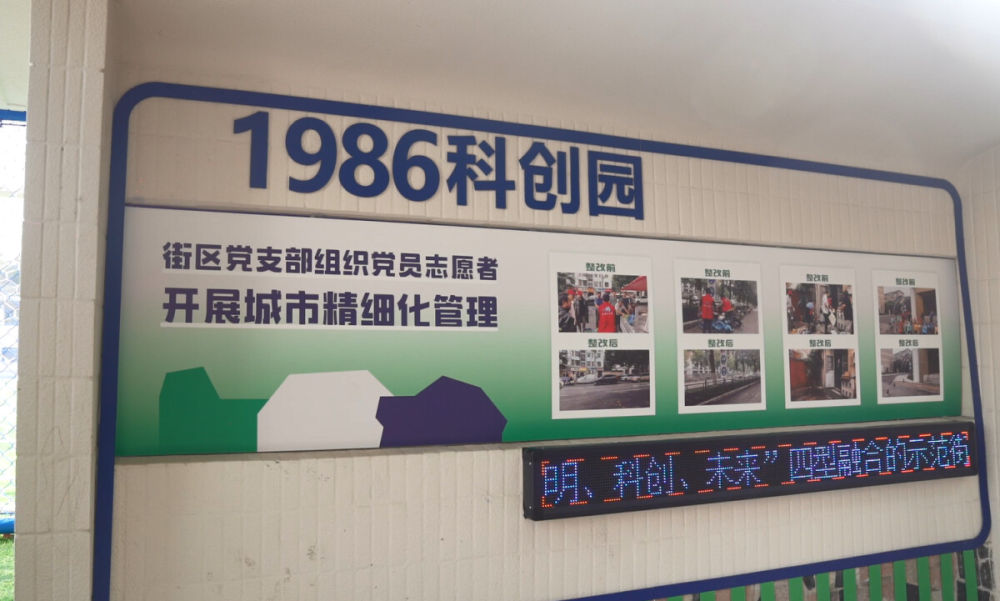 1986科创园
街区党支部组织党员志愿者
开展城市精细化管理
整改前
整改前
整改前
整改前
整改后
整改后
整改后
整改后
明、科创、未来”四型融合的示范街